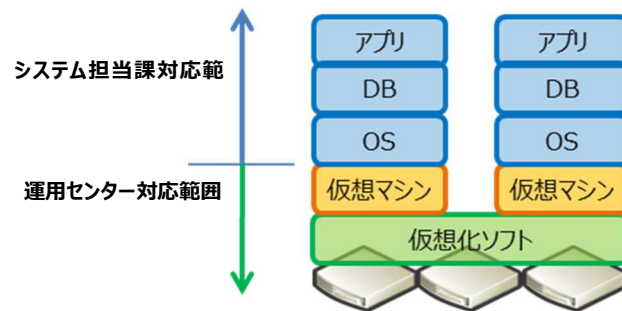 アプリ
アプリ
システム担当課対応範
DB
DB
OS
OS
運用センター対応範囲
仮想マシン
仮想マシン
仮想化ソフト